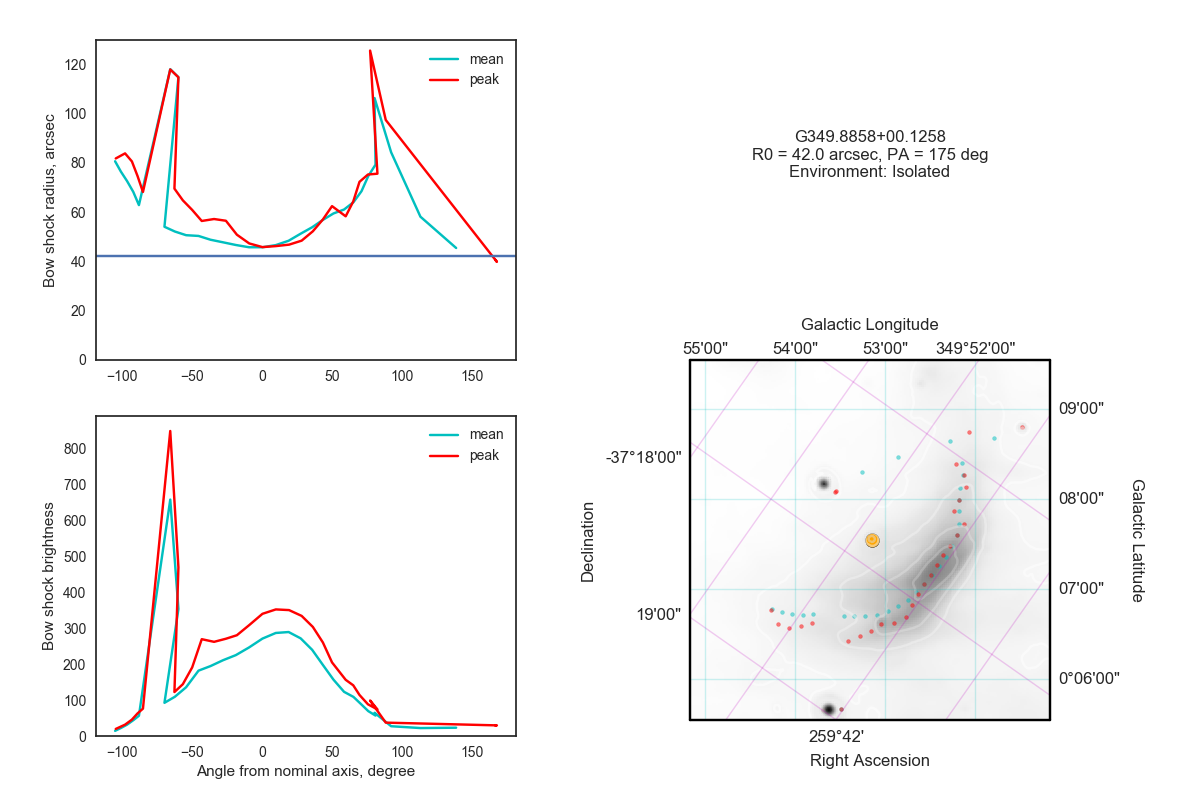 mean
peak
120
100
80
60
40
20
0
Bow shock radius, arcsec
−100 −50 0 50 100 150
mean
peak
800
700
600
500
400
300
200
100
0
Bow shock brightness
−100 −50 0 50 100 150
Angle from nominal axis, degree
G349.8858+00.1258
R0 = 42.0 arcsec, PA = 175 deg
Environment: Isolated
Galactic Longitude
55'00" 54'00" 53'00" 349°52'00"
-37°18'00"
19'00"
Declination
09'00"
08'00"
07'00"
0°06'00"
Galactic Latitude
259°42'
Right Ascension